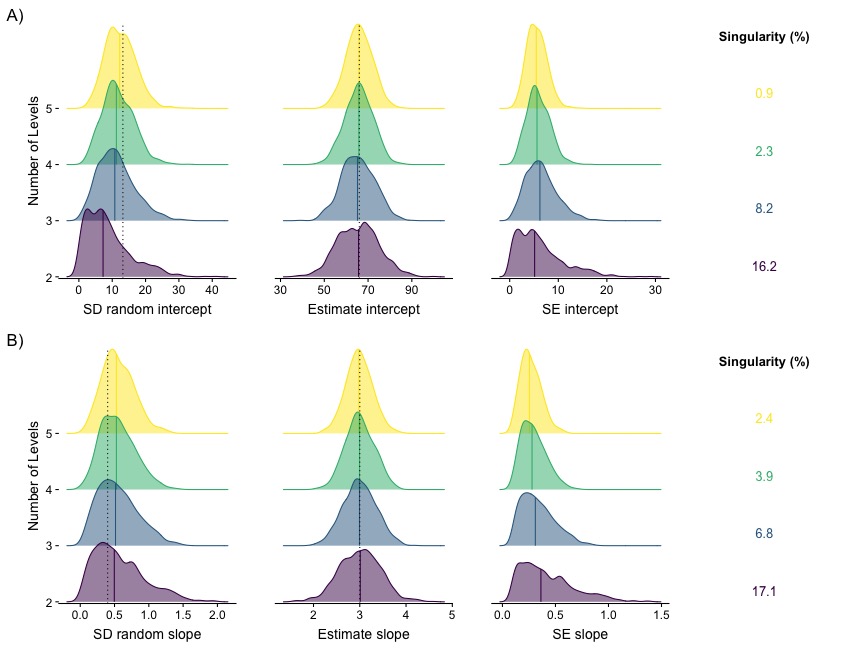 A)
Singularity (%)
Number of Levels
5
4
3
2
0.9
2.3
8.2
16.2
0 10 20 30 40
30 50 70 90
0 10 20 30
SD random intercept
Estimate intercept
SE intercept
B)
Singularity (%)
Number of Levels
5
4
3
2
2.4
3.9
6.8
17.1
0.0 0.5 1.0 1.5 2.0
2 3 4 5
0.0 0.5 1.0 1.5
SD random slope
Estimate slope
SE slope